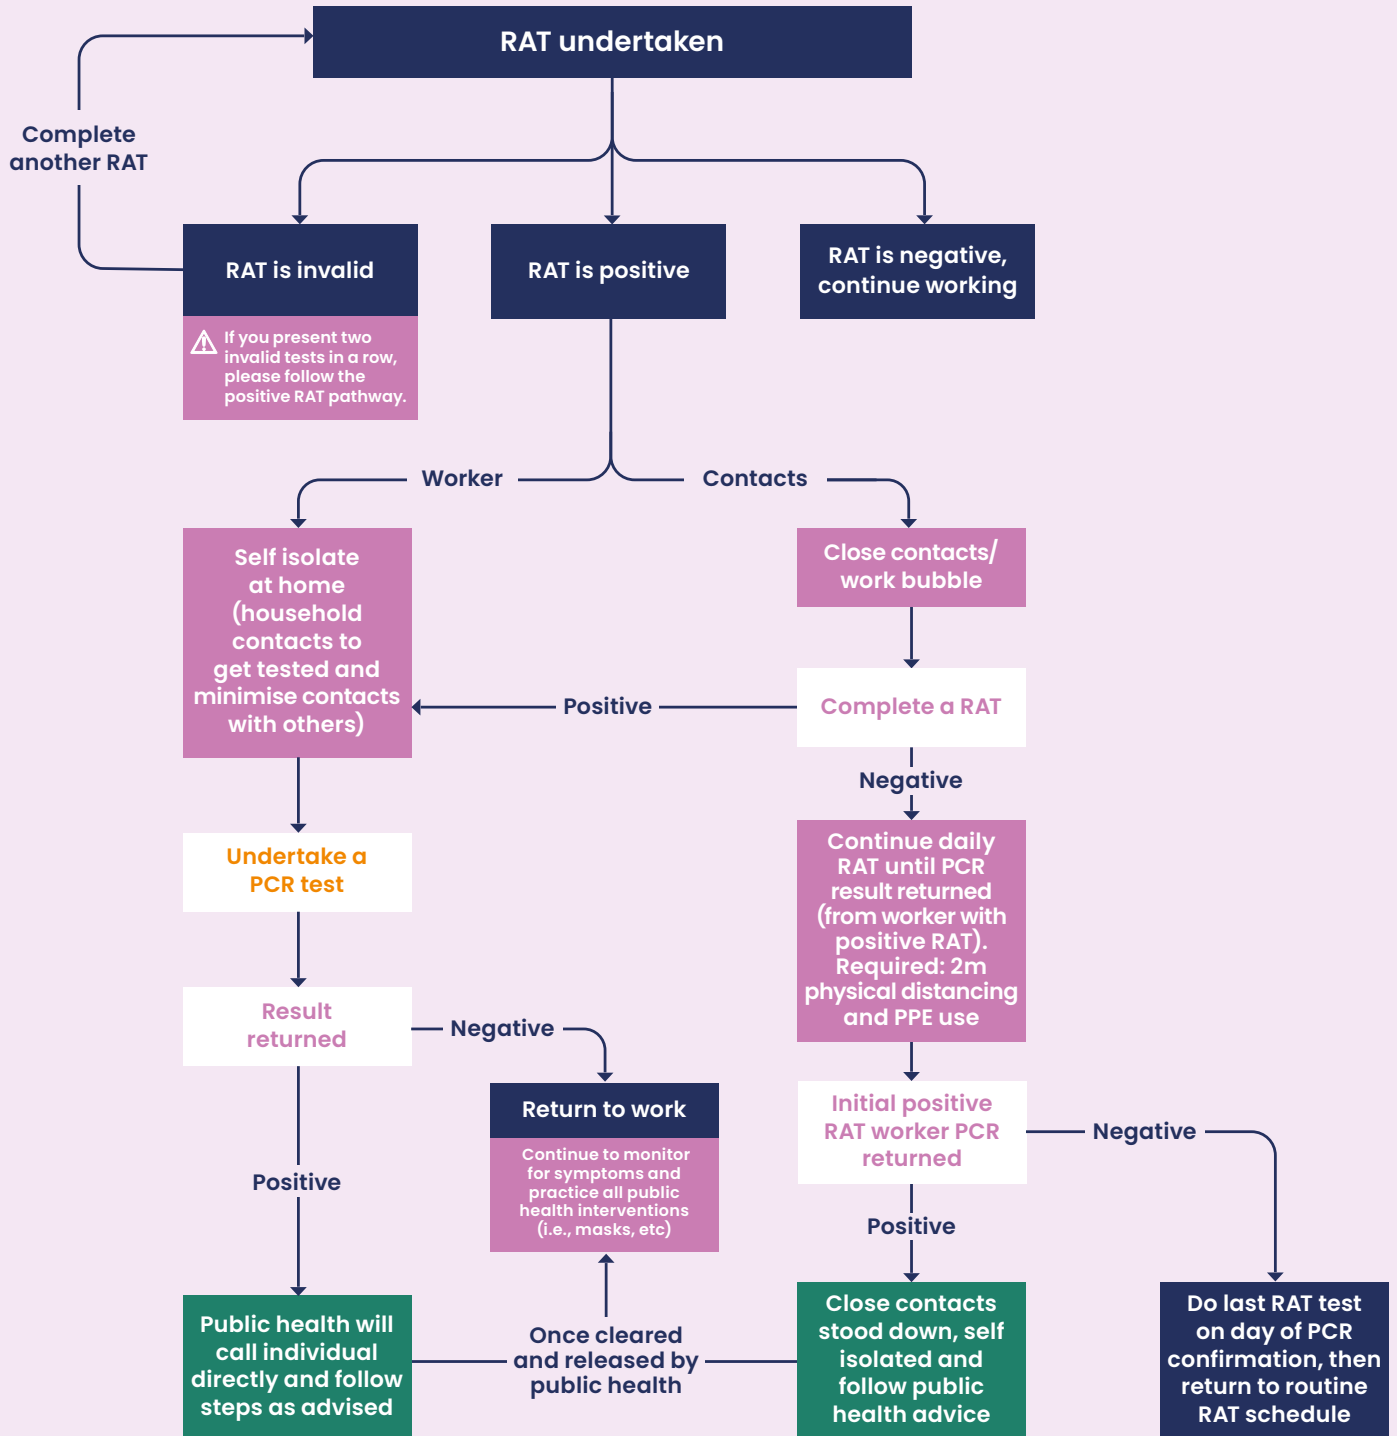 RAT undertaken
Complete
another RAT
RAT is invalid
If you present two
invalid tests in a row,
please follow the
positive RAT pathway.
RAT is positive
RAT is negative,
continue working
Worker
Contacts
Self isolate
at home
(household
contacts to
get tested and
minimise contacts
with others)
Close contacts/
work bubble
Positive
Complete a RAT
Negative
Undertake a
PCR test
Continue daily
RAT until PCR
result returned
(from worker with
positive RAT).
Required: 2m
physical distancing
and PPE use
Result
returned
Negative
Return to work
Continue to monitor
for symptoms and
practice all public
health interventions
(i.e., masks, etc)
Initial positive
RAT worker PCR
returned
Negative
Positive
Positive
Public health will
call individual
directly and follow
steps as advised
Once cleared
and released by
public health
Close contacts
stood down, self
isolated and
follow public
health advice
Do last RAT test
on day of PCR
confirmation, then
return to routine
RAT schedule